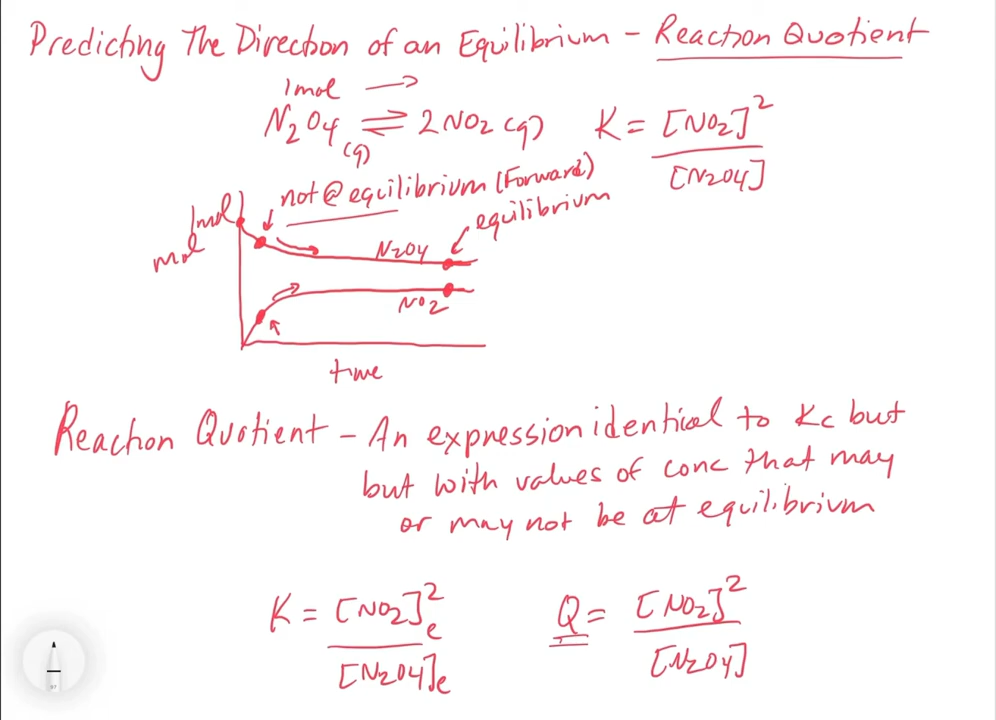 Predicting The Direction of an Equilibrium - Reaction Quotient
1mol →
N2O4 (g) ⇌ 2NO2 (g) K = [NO2]^2 / [N2O4]
not @ equilibrium (Forward)
equilibrium
1mol
mol
N2O4
NO2
time
Reaction Quotient - An expression identical to Kc but
but with values of conc that may
or may not be at equilibrium
K = [NO2]e^2 / [N2O4]e Q = [NO2]^2 / [N2O4]